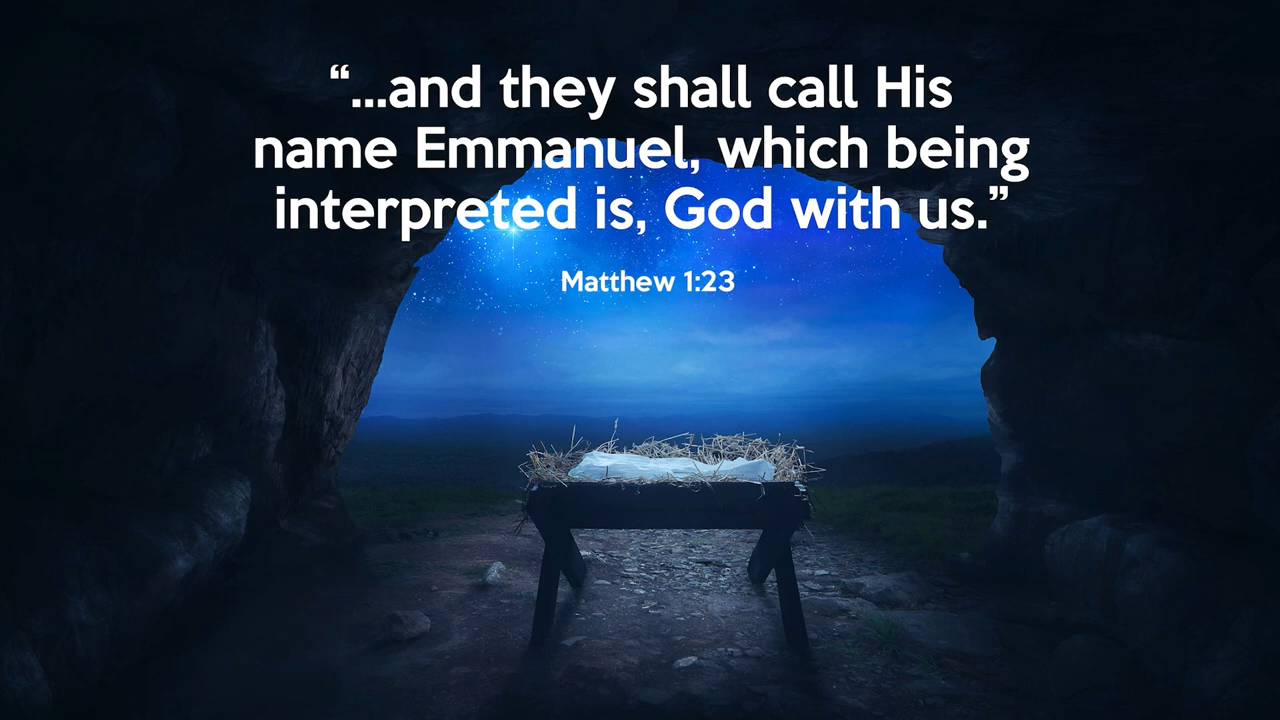 “...and they shall call His
name Emmanuel, which being
interpreted is, God with us.”
Matthew 1:23